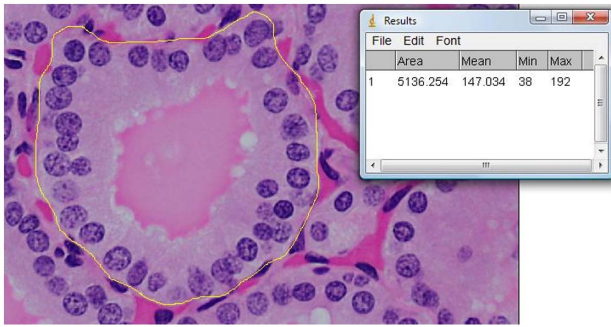 Results
File Edit Font
Area Mean Min Max
1 5136.254 147.034 38 192